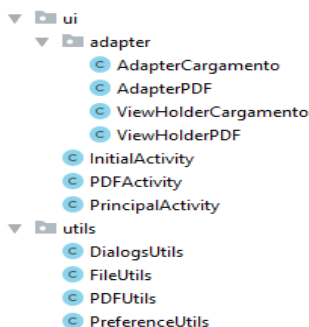 ui
adapter
AdapterCargamento
AdapterPDF
ViewHolderCargamento
ViewHolderPDF
InitialActivity
PDFActivity
PrincipalActivity
utils
DialogsUtils
FileUtils
PDFUtils
PreferenceUtils